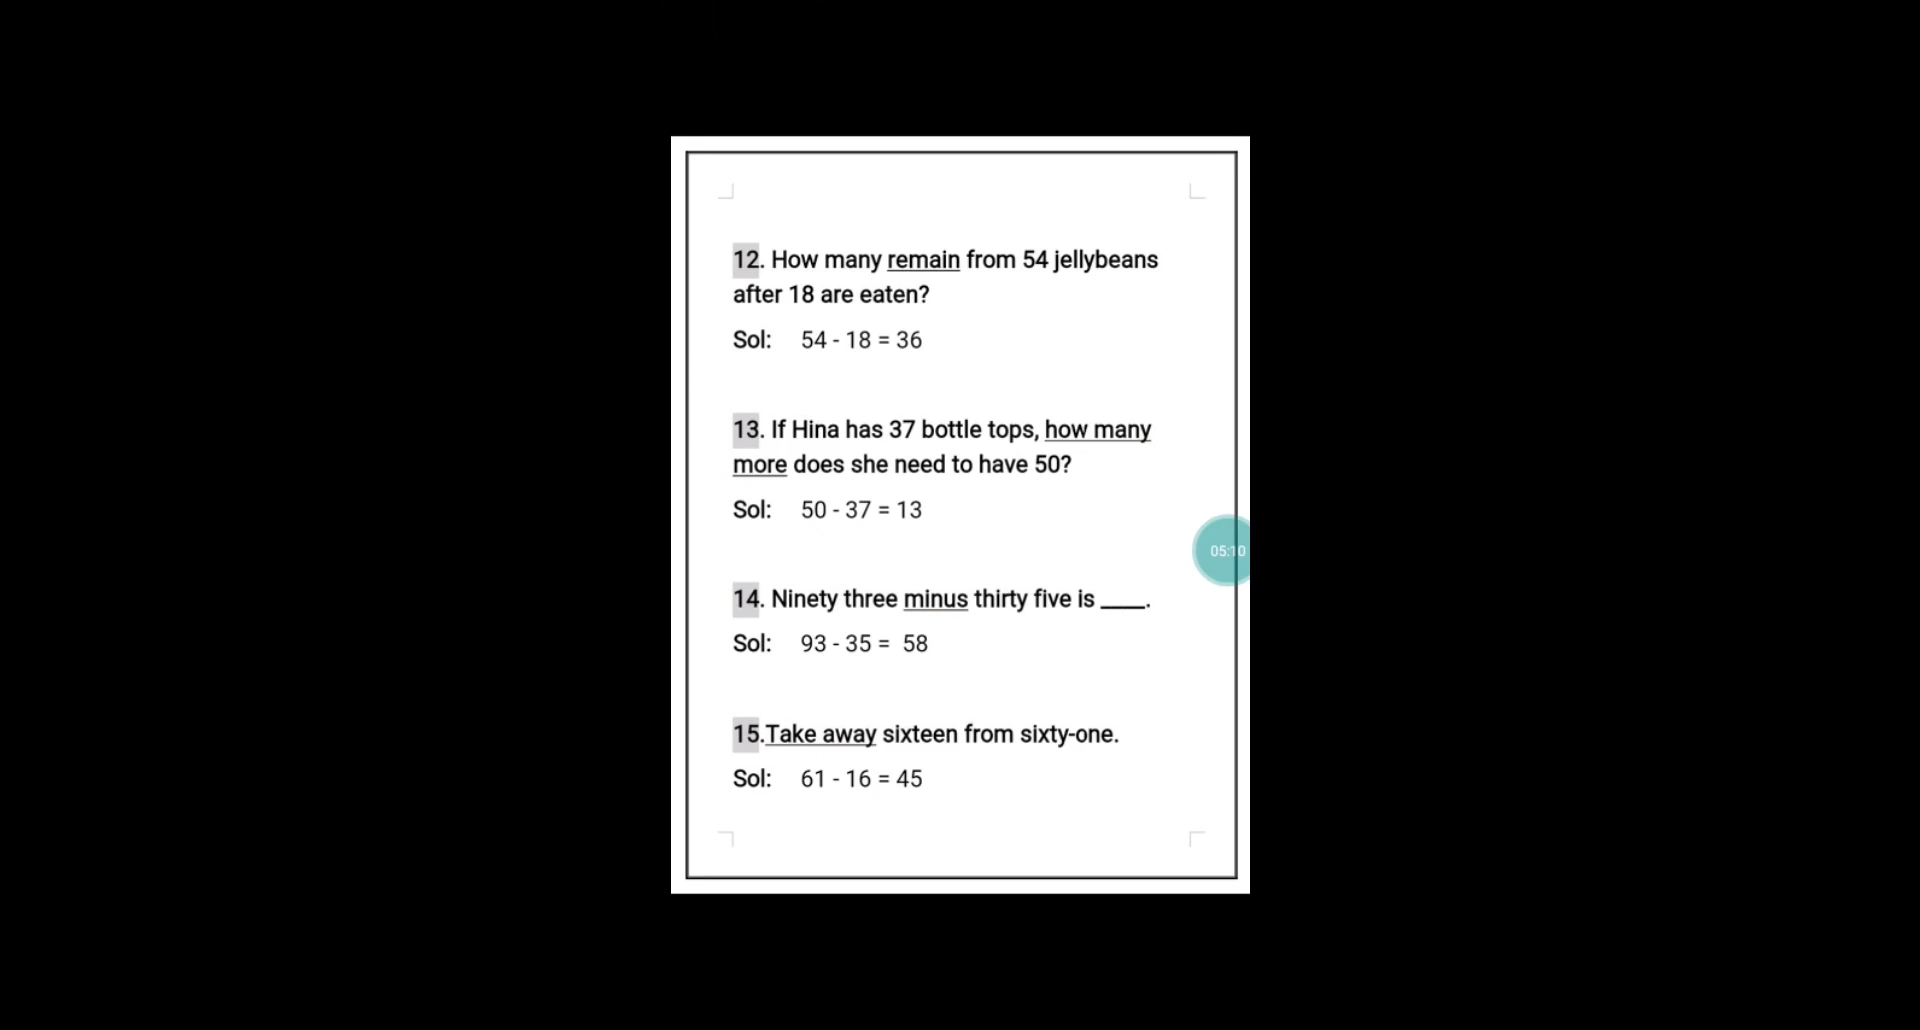 12. How many remain from 54 jellybeans
after 18 are eaten?
Sol: 54 - 18 = 36
13. If Hina has 37 bottle tops, how many
more does she need to have 50?
Sol: 50 - 37 = 13
05:10
14. Ninety three minus thirty five is ____.
Sol: 93 - 35 = 58
15.Take away sixteen from sixty-one.
Sol: 61 - 16 = 45